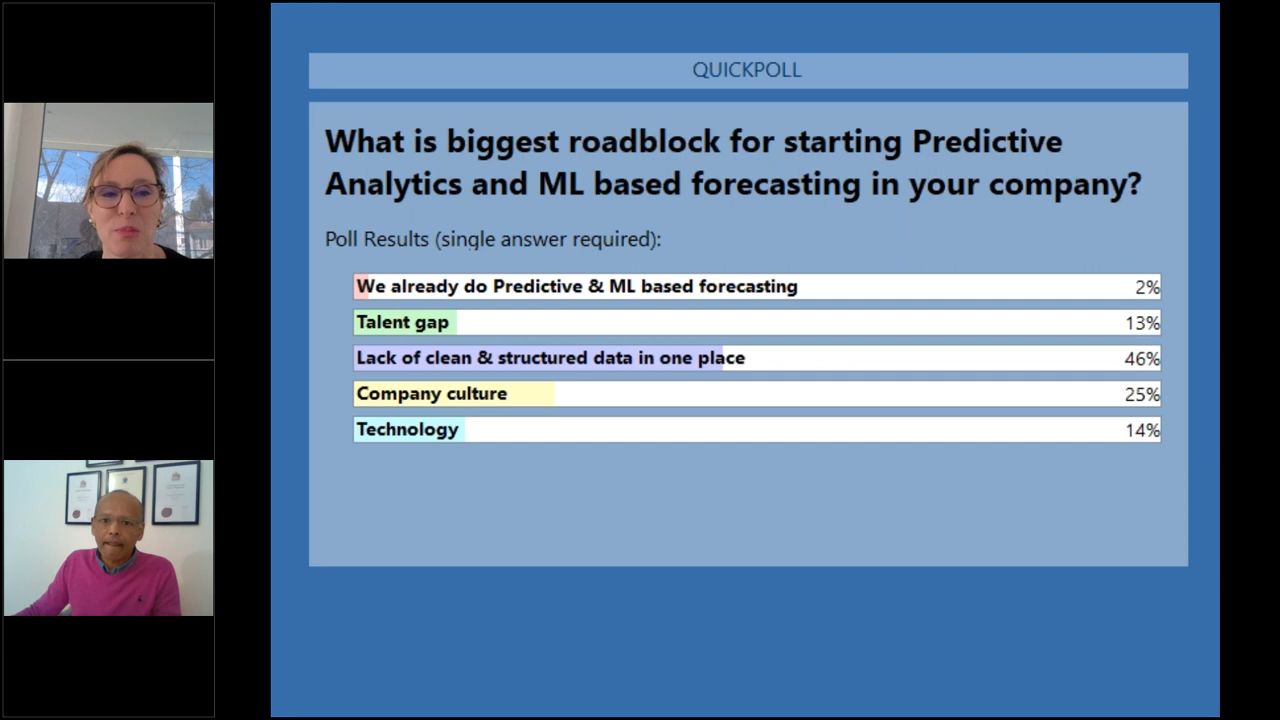 QUICKPOLL
What is biggest roadblock for starting Predictive
Analytics and ML based forecasting in your company?
Poll Results (single answer required):
We already do Predictive & ML based forecasting 2%
Talent gap 13%
Lack of clean & structured data in one place 46%
Company culture 25%
Technology 14%